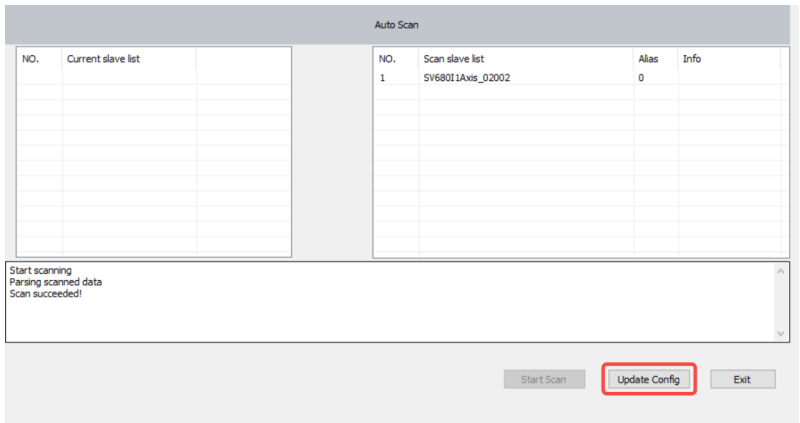 Auto Scan
NO. Current slave list
NO. Scan slave list Alias Info
1 SV680I1Axis_02002 0
Start scanning
Parsing scanned data
Scan succeeded!
Start Scan Update Config Exit